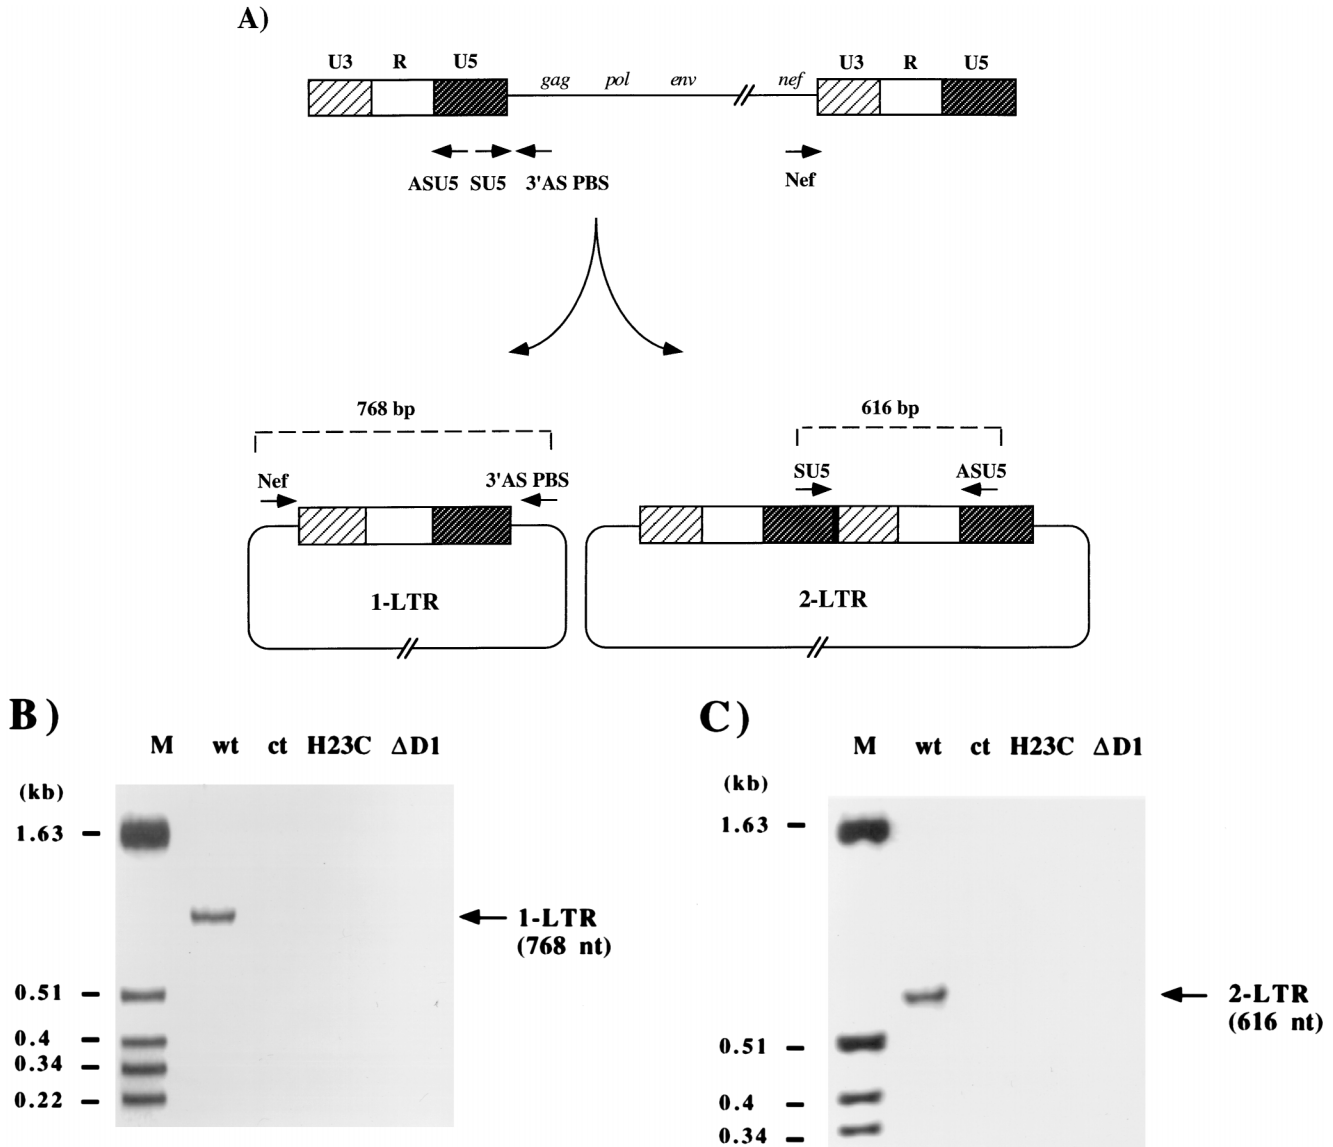 A)
U3 R U5 U3 R U5
gag pol env nef
ASU5 SU5 3'AS PBS Nef
768 bp 616 bp
Nef 3'AS PBS SU5 ASU5
1-LTR 2-LTR
B)
M wt ct H23C ΔD1
(kb)
1.63
1-LTR
(768 nt)
0.51
0.4
0.34
0.22
C)
M wt ct H23C ΔD1
(kb)
1.63
2-LTR
(616 nt)
0.51
0.4
0.34